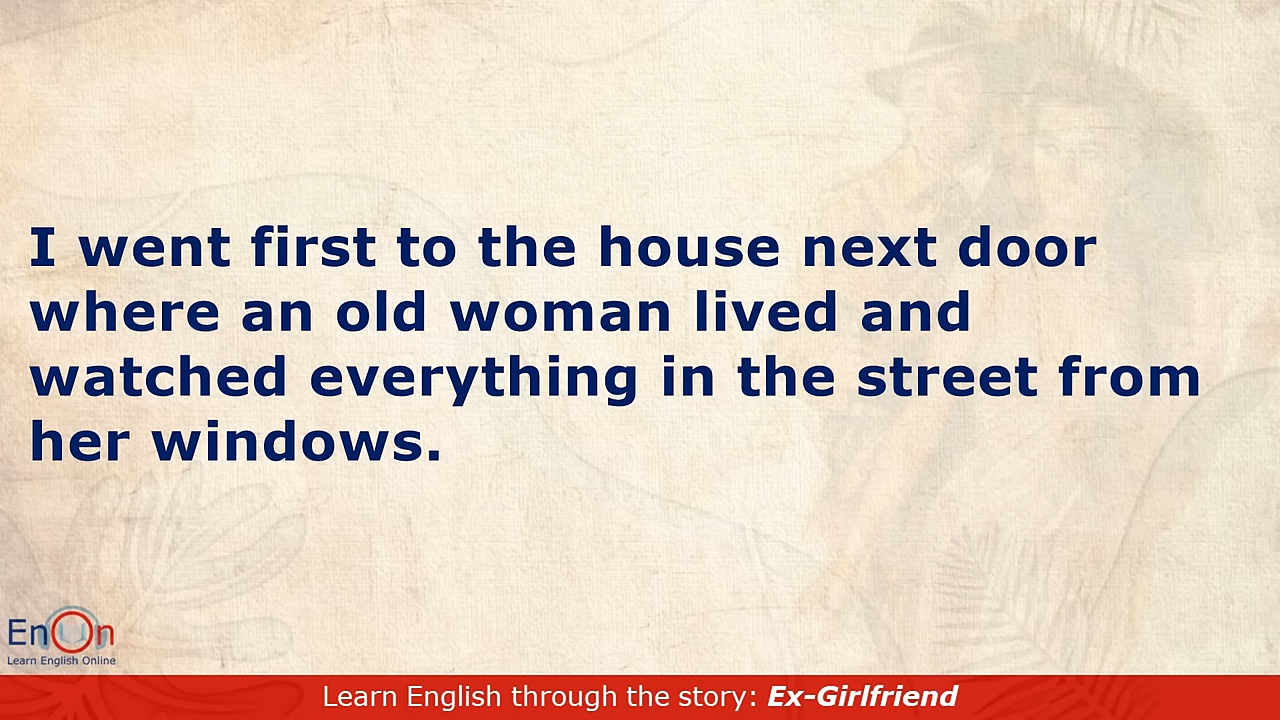 I went first to the house next door
where an old woman lived and
watched everything in the street from
her windows.
EnOn
Learn English Online
Learn English through the story: Ex-Girlfriend